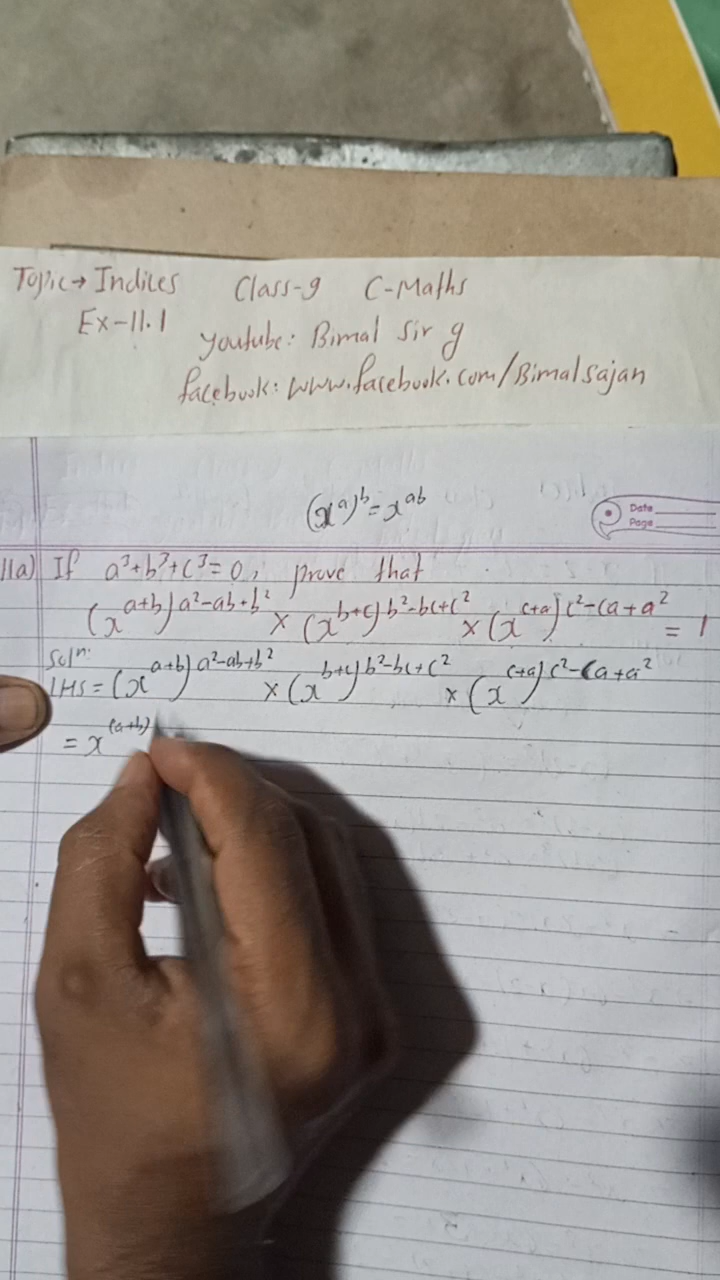 Topic→ Indices Class-9 C-Maths
Ex-11.1
youtube: Bimal Sir g
facebook: www.facebook.com/Bimalsajan
(x^a)^b = x^ab
Date
Page
11a) If a³+b³+c³=0, prove that
(x^a+b)^a²-ab+b² × (x^b+c)^b²-bc+c² × (x^c+a)^c²-ca+a² = 1
Solⁿ:
LHS = (x^a+b)^a²-ab+b² × (x^b+c)^b²-bc+c² × (x^c+a)^c²-ca+a²
= x^(a+b)